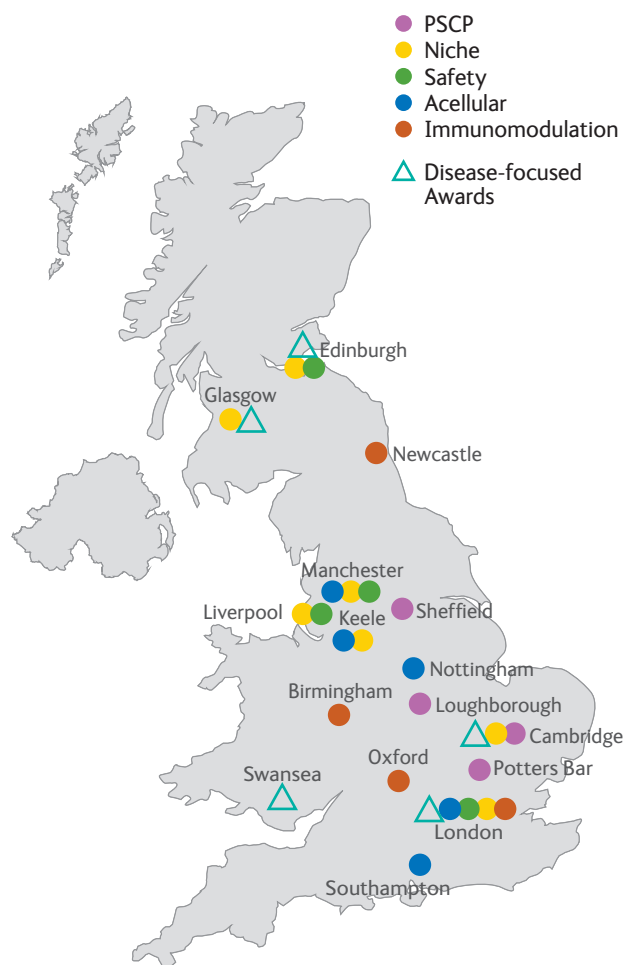 PSCP
Niche
Safety
Acellular
Immunomodulation
Disease-focused
Awards
Edinburgh
Glasgow
Newcastle
Manchester
Liverpool
Keele
Sheffield
Nottingham
Birmingham
Loughborough
Cambridge
Oxford
Potters Bar
Swansea
London
Southampton